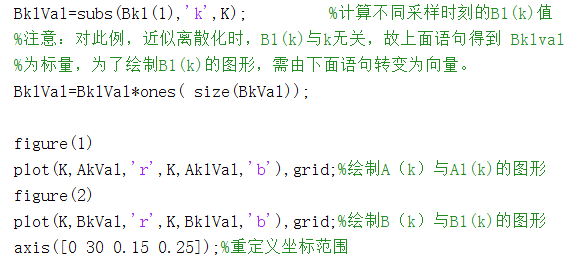 Bk1Val=subs(Bk1(1),'k',K); %计算不同采样时刻的B1(k)值
%注意：对此例，近似离散化时，B1(k)与k无关，故上面语句得到 Bk1val
%为标量，为了绘制B1(k)的图形，需由下面语句转变为向量。
Bk1Val=Bk1Val*ones( size(BkVal));
figure(1)
plot(K,AkVal,'r',K,Ak1Val,'b'),grid;%绘制A（k）与A1(k)的图形
figure(2)
plot(K,BkVal,'r',K,Bk1Val,'b'),grid;%绘制B（k）与B1(k)的图形
axis([0 30 0.15 0.25]);%重定义坐标范围